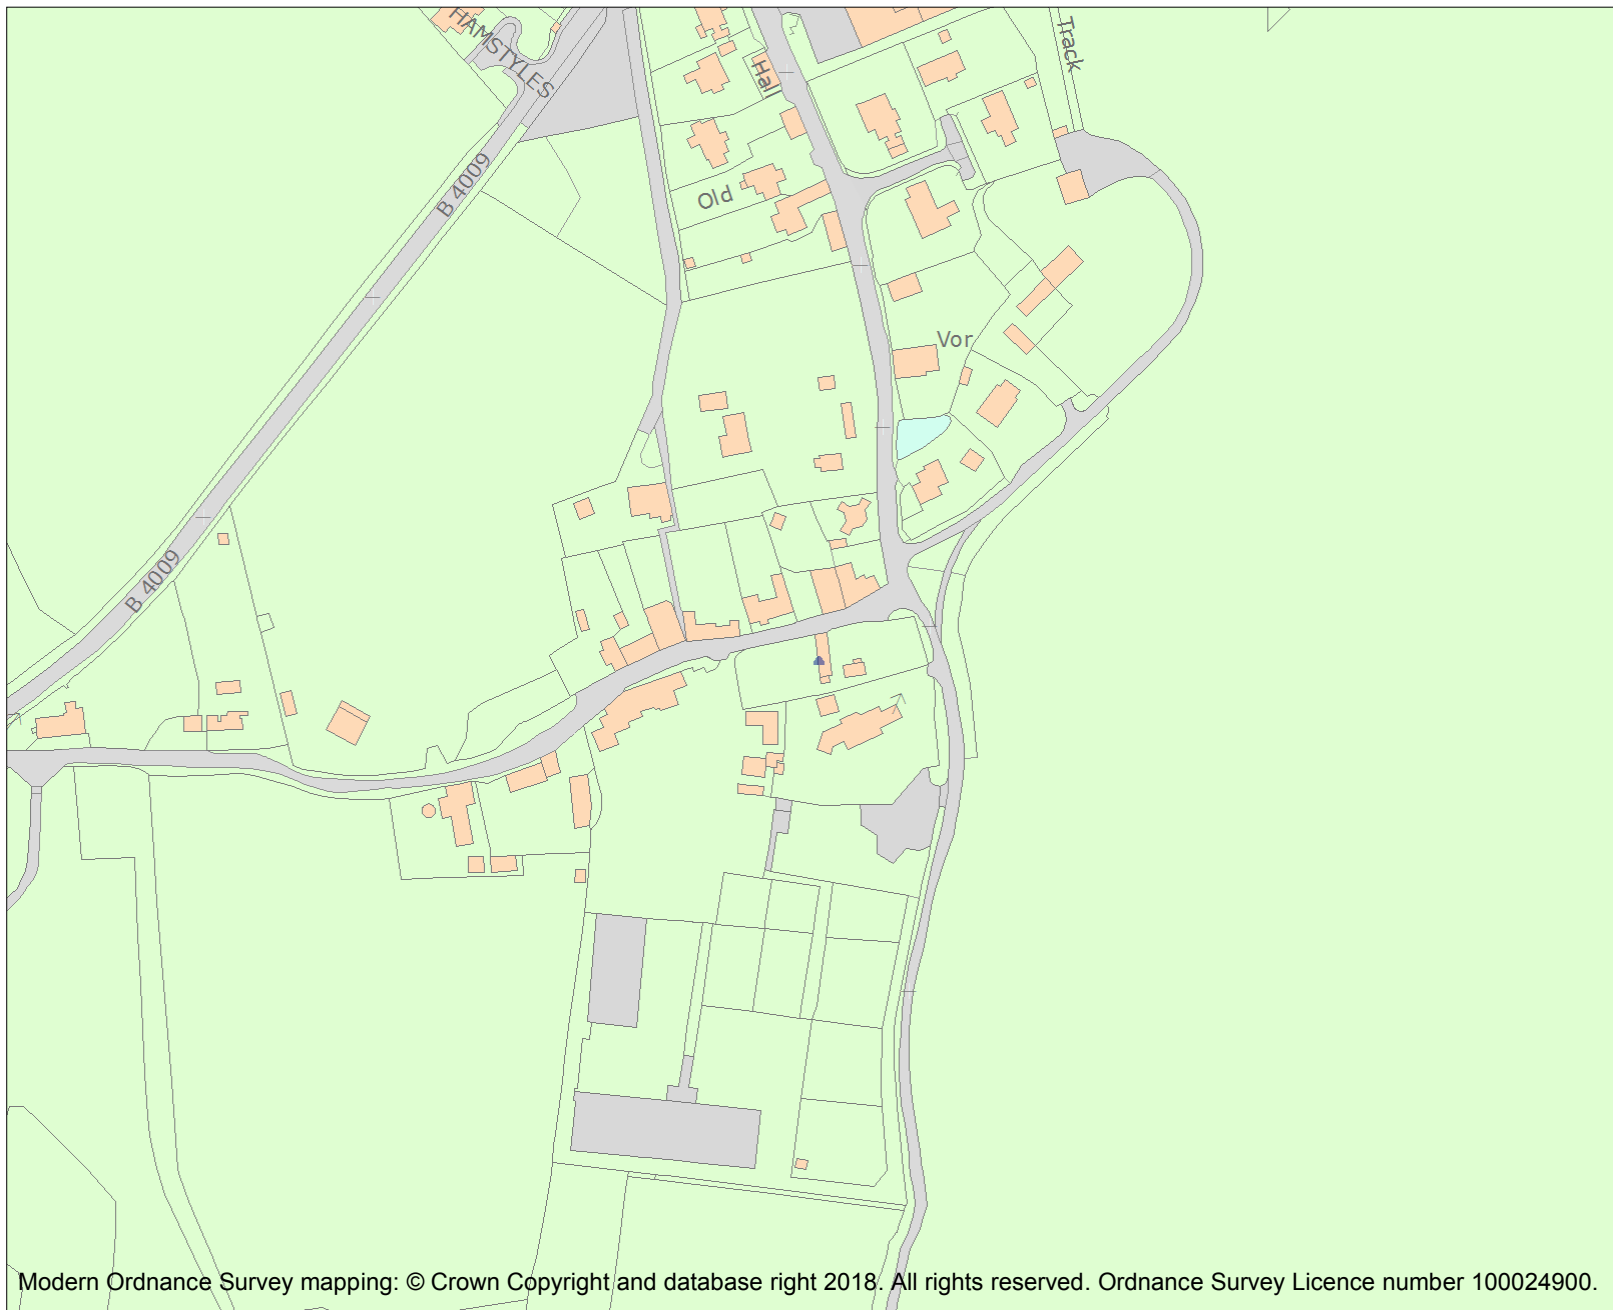 HAMSTYLES
Track
Hall
B 4009
Old
Vor
B 4009
Modern Ordnance Survey mapping: © Crown Copyright and database right 2018. All rights reserved. Ordnance Survey Licence number 100024900.